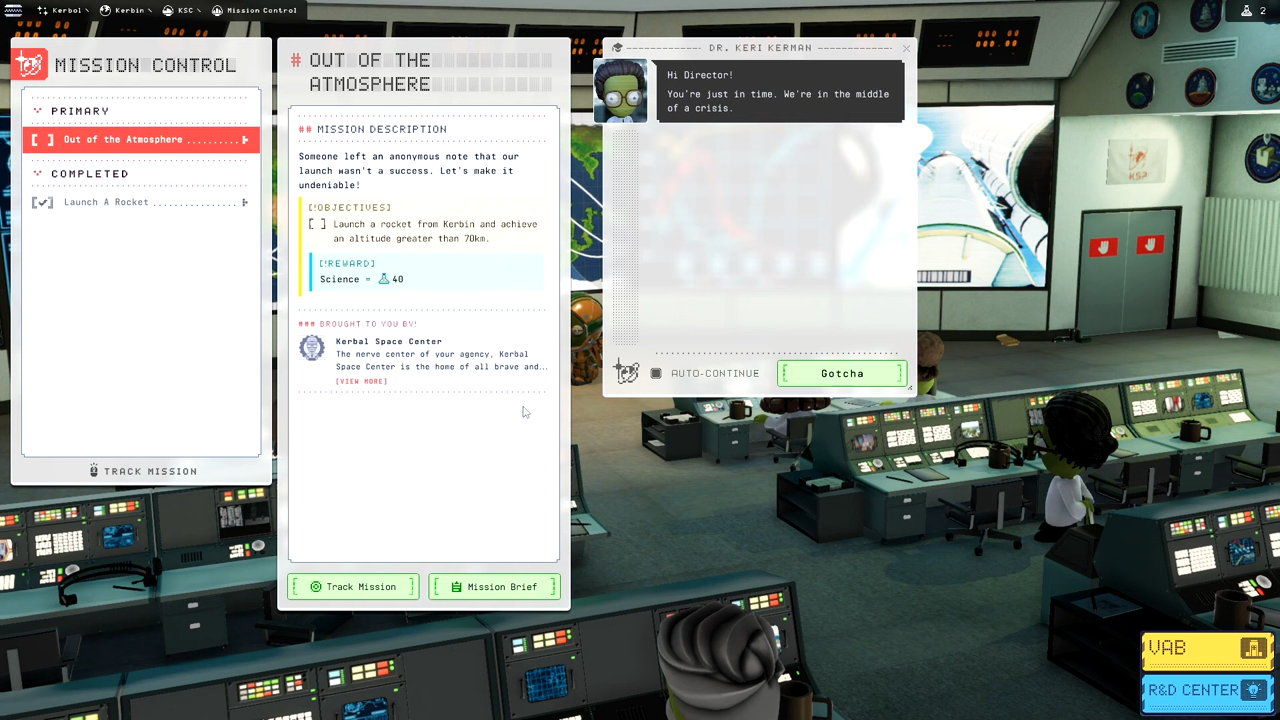 Kerbol
Kerbin
KSC
Mission Control
2
MISSION CONTROL
PRIMARY
[ ] Out of the Atmosphere
COMPLETED
Launch A Rocket
TRACK MISSION
# OUT OF THE
ATMOSPHERE
## MISSION DESCRIPTION
Someone left an anonymous note that our
launch wasn't a success. Let's make it
undeniable!
[!OBJECTIVES]
[ ] Launch a rocket from Kerbin and achieve
an altitude greater than 70km.
[!REWARD]
Science = 40
### BROUGHT TO YOU BY!
Kerbal Space Center
The nerve center of your agency, Kerbal
Space Center is the home of all brave and...
[VIEW MORE]
Track Mission
Mission Brief
DR. KERI KERMAN
Hi Director!
You're just in time. We're in the middle
of a crisis.
AUTO-CONTINUE
Gotcha
KSP
VAB
R&D CENTER